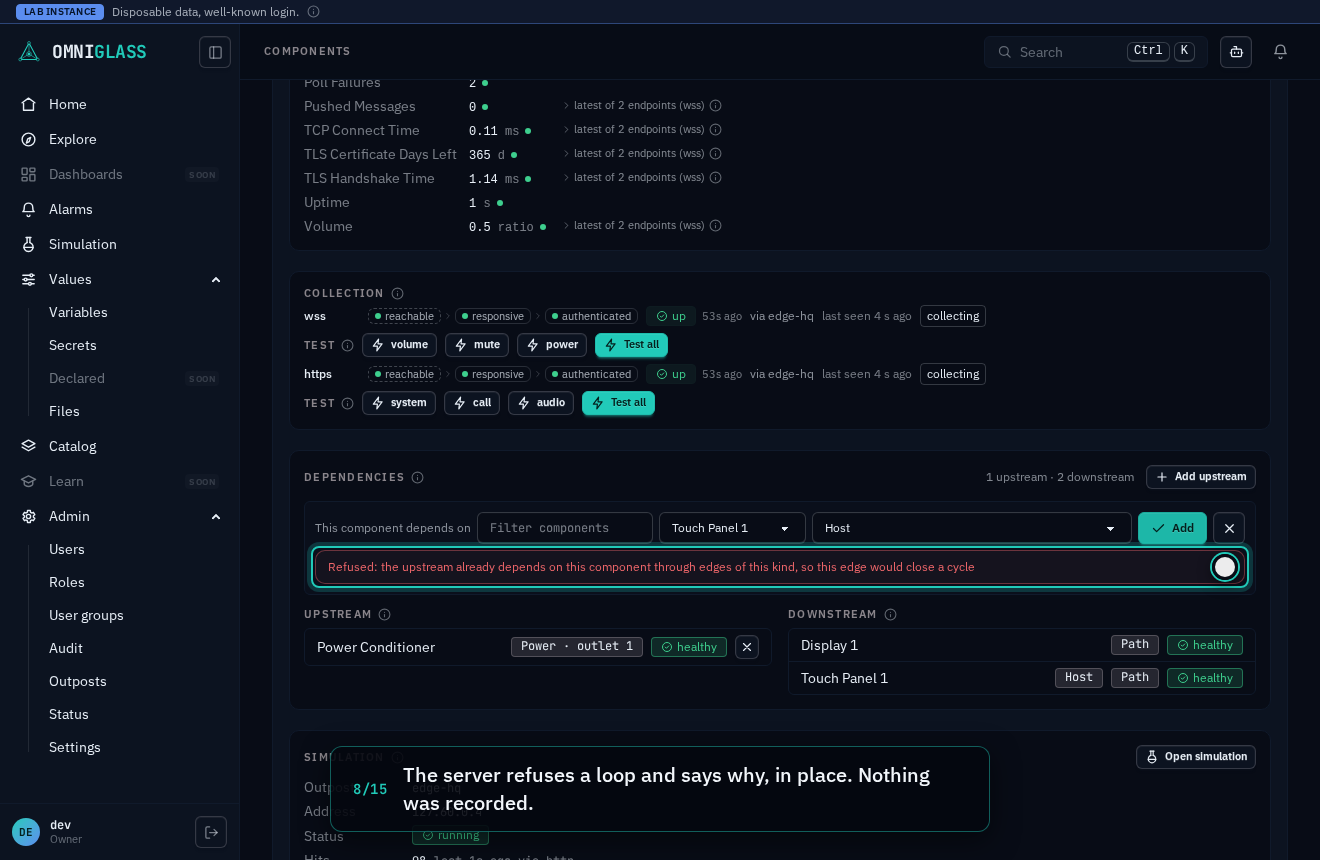 LAB INSTANCE Disposable data, well-known login.
OMNIGLASS
COMPONENTS
Search Ctrl K
Home
Explore
Dashboards SOON
Alarms
Simulation
Values
Variables
Secrets
Declared SOON
Files
Catalog
Learn SOON
Admin
Users
Roles
User groups
Audit
Outposts
Status
Settings
DE dev
Owner
Poll Failures 2
Pushed Messages 0 latest of 2 endpoints (wss)
TCP Connect Time 0.11 ms latest of 2 endpoints (wss)
TLS Certificate Days Left 365 d latest of 2 endpoints (wss)
TLS Handshake Time 1.14 ms latest of 2 endpoints (wss)
Uptime 1 s
Volume 0.5 ratio latest of 2 endpoints (wss)
COLLECTION
wss reachable responsive authenticated up 53s ago via edge-hq last seen 4 s ago collecting
TEST volume mute power Test all
https reachable responsive authenticated up 53s ago via edge-hq last seen 4 s ago collecting
TEST system call audio Test all
DEPENDENCIES 1 upstream · 2 downstream Add upstream
This component depends on Filter components Touch Panel 1 Host Add
Refused: the upstream already depends on this component through edges of this kind, so this edge would close a cycle
UPSTREAM
Power Conditioner Power · outlet 1 healthy
DOWNSTREAM
Display 1 Path healthy
Touch Panel 1 Host Path healthy
SIMULATION Open simulation
8/15 The server refuses a loop and says why, in place. Nothing
was recorded.
Status running